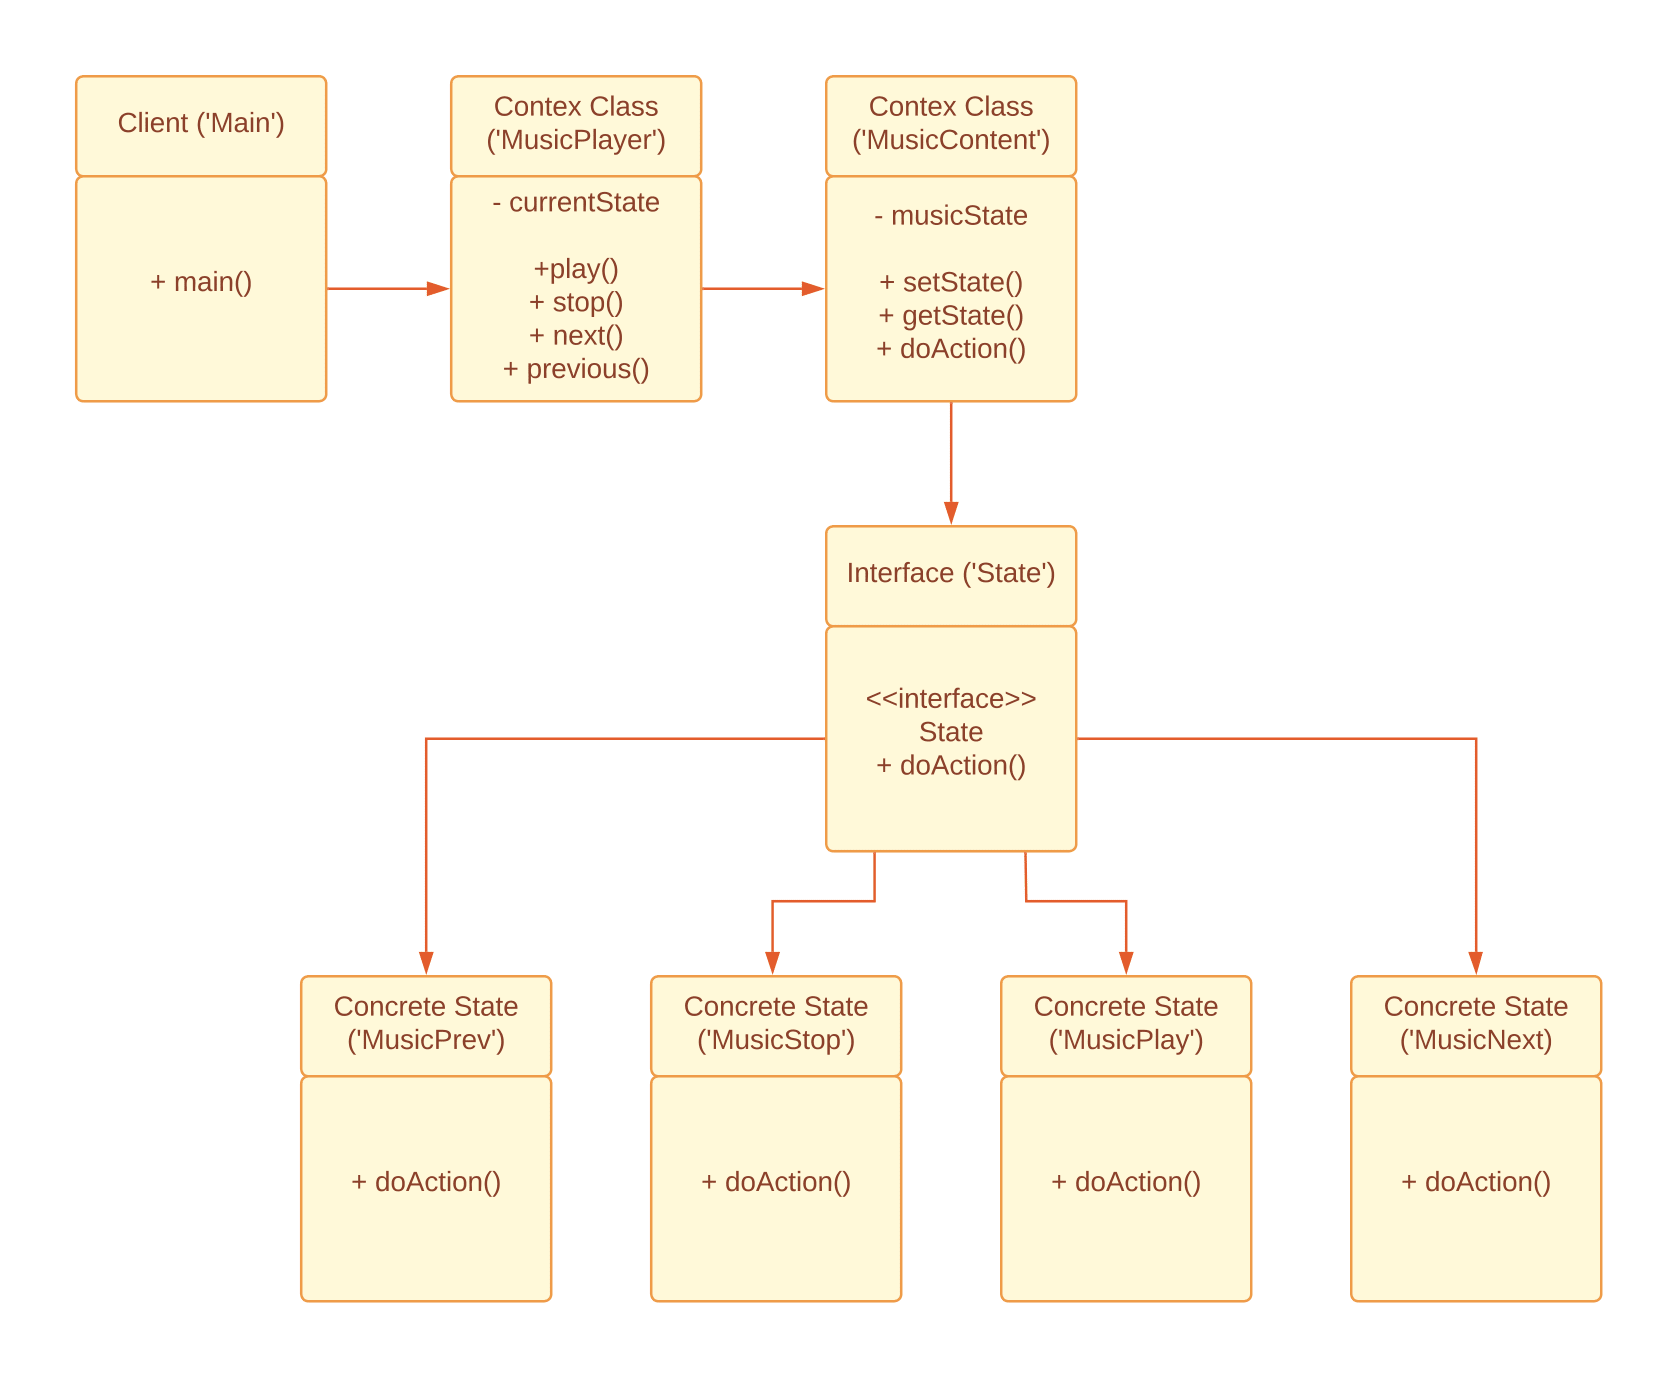 Client ('Main')
+ main()
Contex Class
('MusicPlayer')
- currentState
+play()
+ stop()
+ next()
+ previous()
Contex Class
('MusicContent')
- musicState
+ setState()
+ getState()
+ doAction()
Interface ('State')
<<interface>>
State
+ doAction()
Concrete State
('MusicPrev')
+ doAction()
Concrete State
('MusicStop')
+ doAction()
Concrete State
('MusicPlay')
+ doAction()
Concrete State
('MusicNext)
+ doAction()